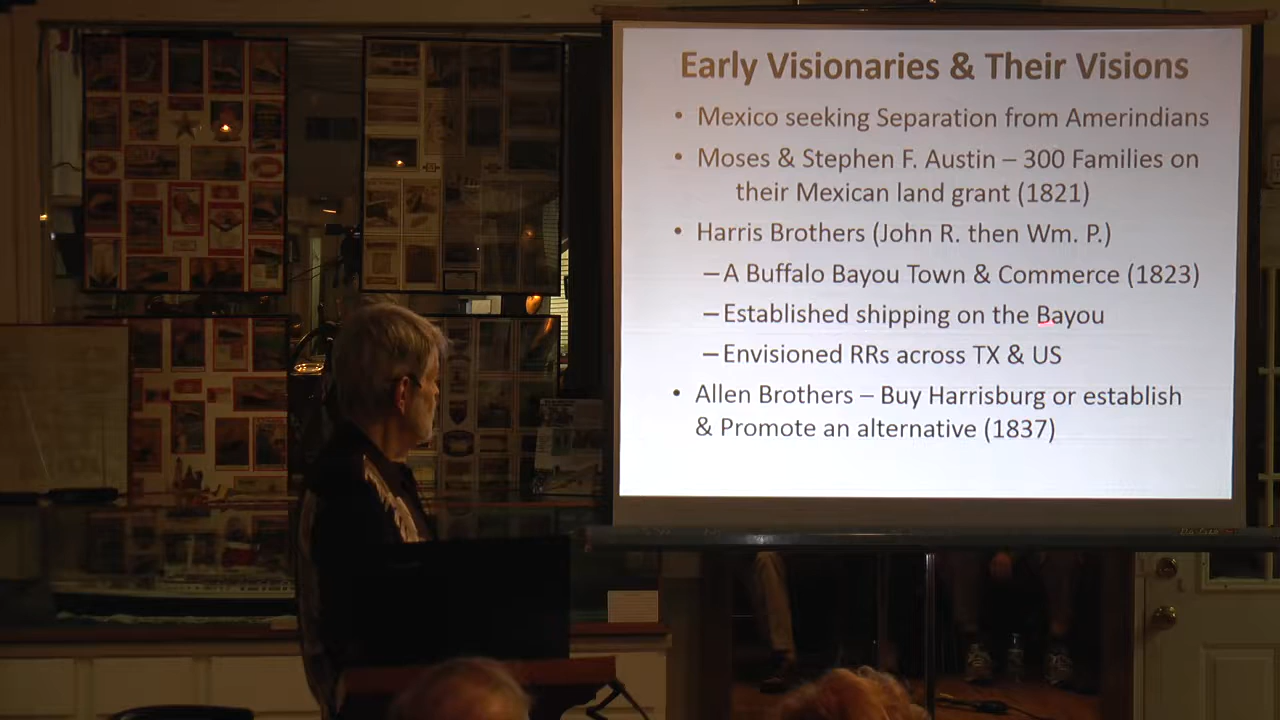 Early Visionaries & Their Visions
• Mexico seeking Separation from Amerindians
• Moses & Stephen F. Austin – 300 Families on
their Mexican land grant (1821)
• Harris Brothers (John R. then Wm. P.)
– A Buffalo Bayou Town & Commerce (1823)
– Established shipping on the Bayou
– Envisioned RRs across TX & US
• Allen Brothers – Buy Harrisburg or establish
& Promote an alternative (1837)